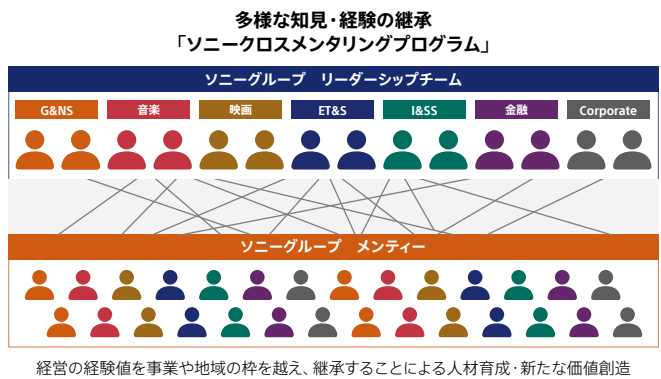 多様な知見・経験の継承
「ソニークロスメンタリングプログラム」
ソニーグループ　リーダーシップチーム
G&NS 音楽 映画 ET&S I&SS 金融 Corporate
ソニーグループ　メンティー
経営の経験値を事業や地域の枠を越え、継承することによる人材育成・新たな価値創造